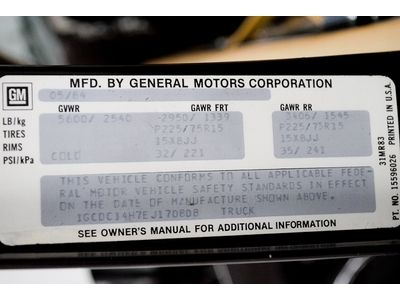 MFD. BY GENERAL MOTORS CORPORATION
GM
05/84
GVWR GAWR FRT GAWR RR
LB/kg 5600/ 2540 2950/ 1339 3406/ 1545
TIRES P225/75R15 P225/75R15
RIMS 15X8JJ 15X8JJ
PSI/kPa COLD 32/ 221 35/ 241
THIS VEHICLE CONFORMS TO ALL APPLICABLE FEDE-
RAL MOTOR VEHICLE SAFETY STANDARDS IN EFFECT
ON THE DATE OF MANUFACTURE SHOWN ABOVE.
1GCDC14H7EJ170808 TRUCK
SEE OWNER'S MANUAL FOR ADDITIONAL INFORMATION
31MR83
PT. NO. 15596026 PRINTED IN U.S.A.